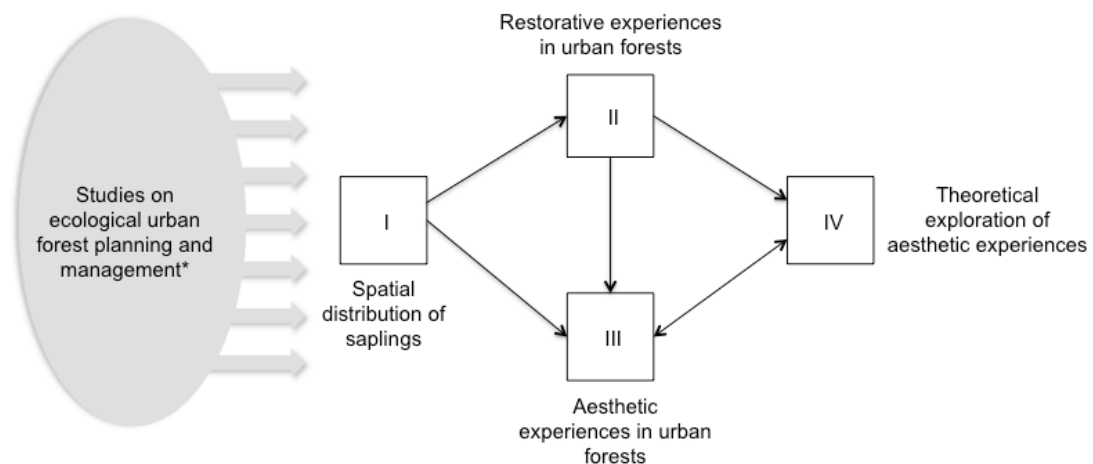 Restorative experiences
in urban forests
II
Studies on
ecological urban
forest planning and
management*
I
Spatial
distribution of
saplings
IV
Theoretical
exploration of
aesthetic experiences
III
Aesthetic
experiences in urban
forests